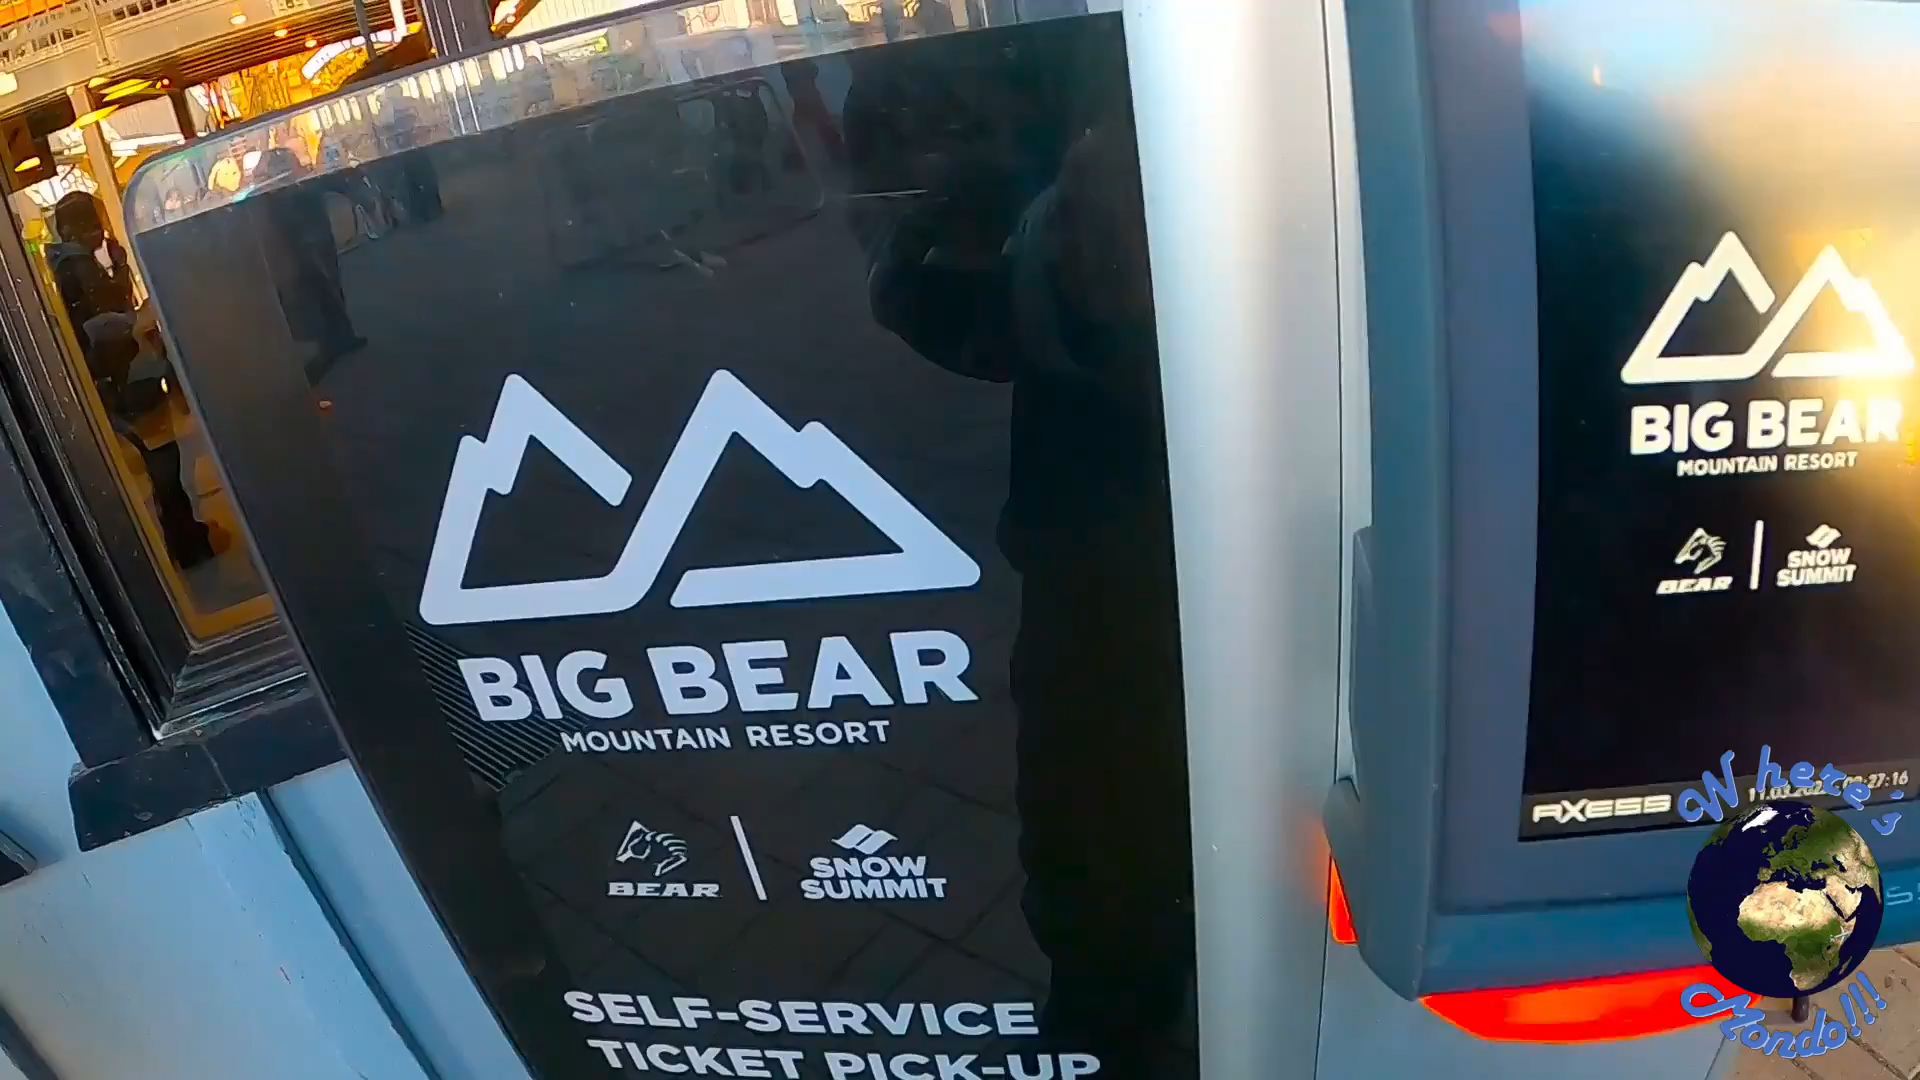 BIG BEAR
MOUNTAIN RESORT
BEAR
SNOW
SUMMIT
SELF-SERVICE
TICKET PICK-UP
BIG BEAR
MOUNTAIN RESORT
BEAR
SNOW
SUMMIT
AXESS
Where's
Mondo!!!